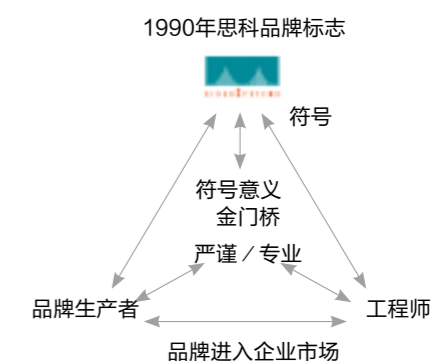 1990年思科品牌标志
符号
符号意义
金门桥
严谨／专业
品牌生产者
工程师
品牌进入企业市场